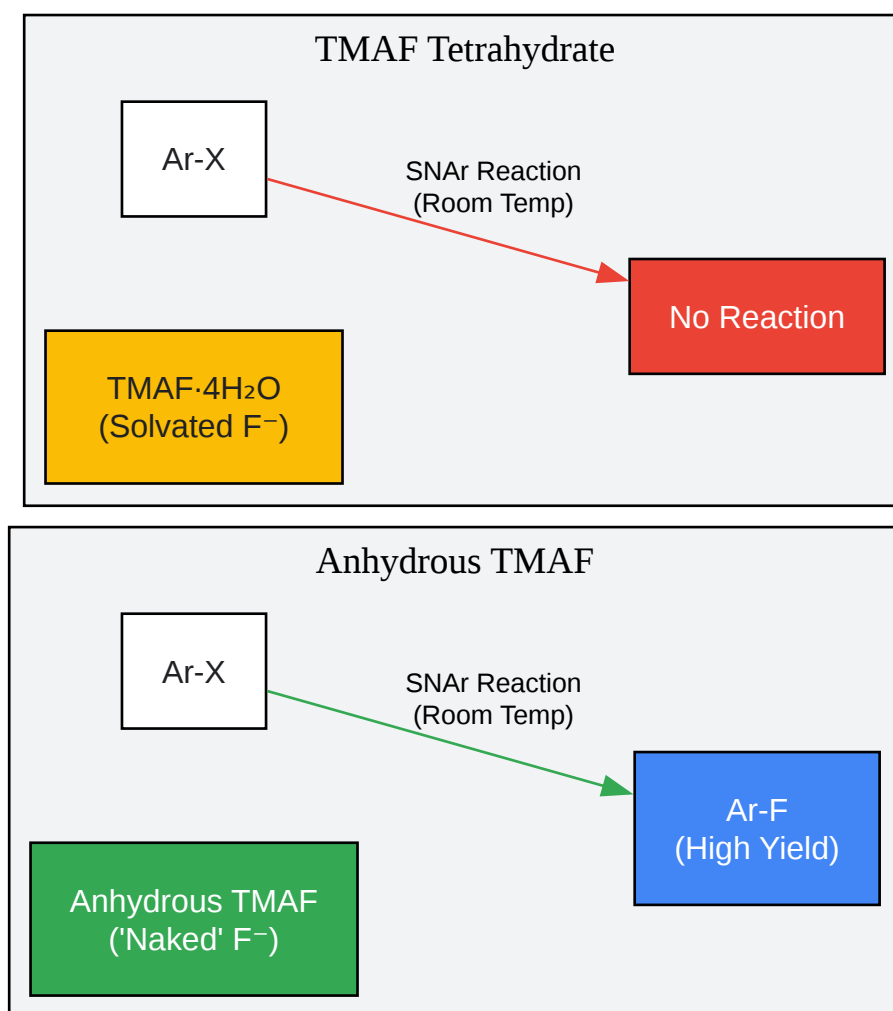 TMAF Tetrahydrate
Ar-X
SNAr Reaction
(Room Temp)
No Reaction
TMAF·4H₂O
(Solvated F⁻)
Anhydrous TMAF
Ar-X
SNAr Reaction
(Room Temp)
Ar-F
(High Yield)
Anhydrous TMAF
('Naked' F⁻)